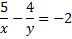 5/x − 4/y = −2